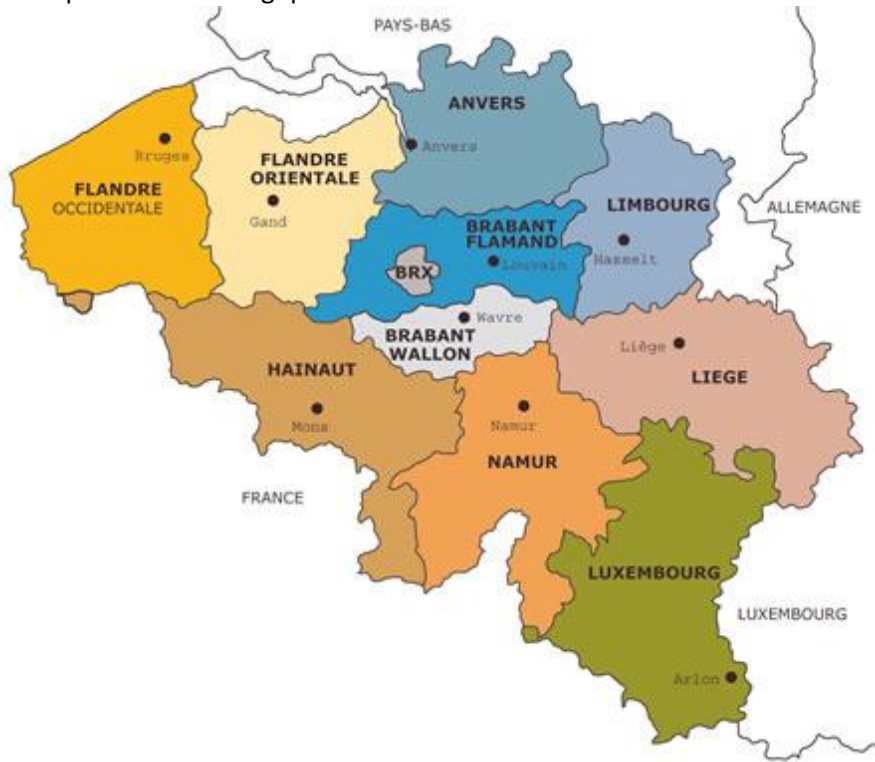 PAYS-BAS
ANVERS
Anvers
Bruges
FLANDRE
ORIENTALE
Gand
FLANDRE
OCCIDENTALE
LIMBOURG
Hasselt
ALLEMAGNE
BRABANT
FLAMAND
Louvain
BRX
Wavre
BRABANT
WALLON
HAINAUT
Mons
Liège
LIEGE
Namur
NAMUR
FRANCE
LUXEMBOURG
LUXEMBOURG
Arlon